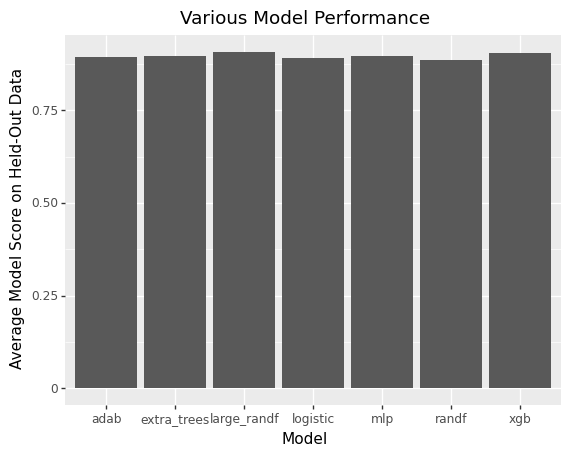 Various Model Performance
Average Model Score on Held-Out Data
0.75
0.50
0.25
0
adab extra_trees large_randf logistic mlp randf xgb
Model